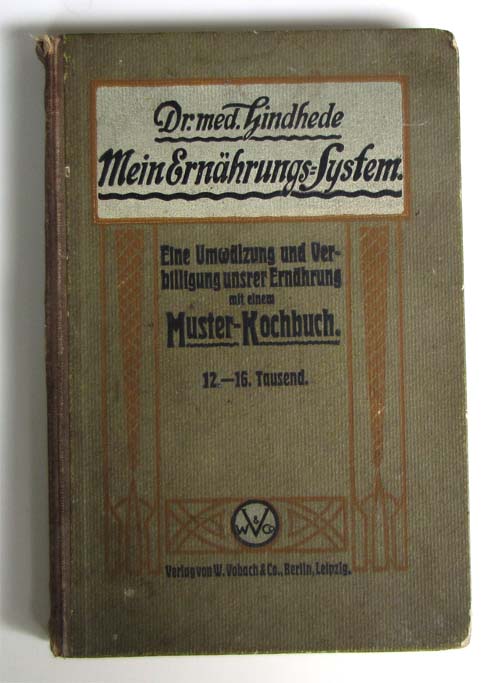 Dr. med. Hindhede
Mein Ernährungs=System.
Eine Umwälzung und Ver-
billigung unsrer Ernährung
mit einem
Muster-Kochbuch.
12.—16. Tausend.
W V & Co
Verlag von W. Vobach & Co., Berlin, Leipzig.